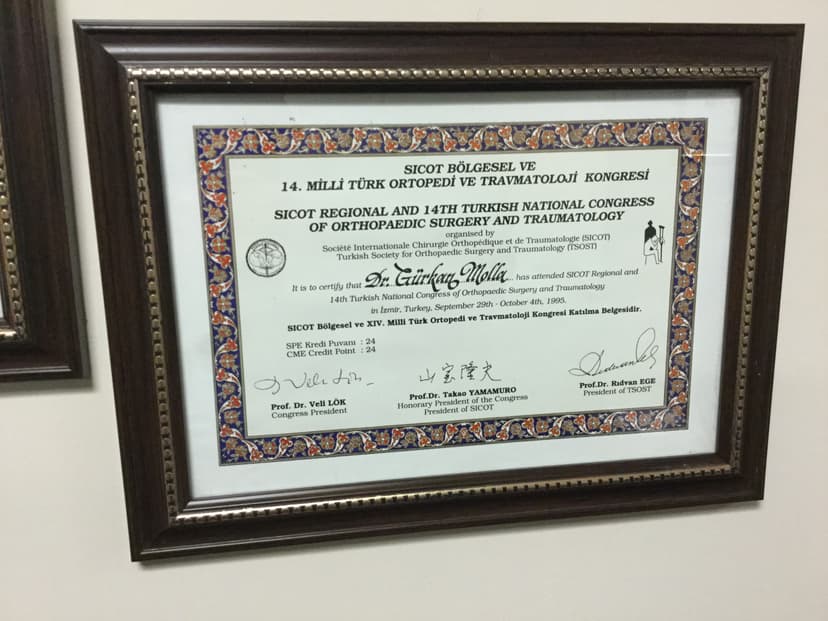 SICOT BÖLGESEL VE
14. MİLLİ TÜRK ORTOPEDİ VE TRAVMATOLOJİ KONGRESİ
SICOT REGIONAL AND 14TH TURKISH NATIONAL CONGRESS
OF ORTHOPAEDIC SURGERY AND TRAUMATOLOGY
organised by
Société Internationale Chirurgie Orthopédique et de Traumatologie (SICOT)
Turkish Society for Orthopaedic Surgery and Traumatology (TSOST)
It is to certify that Dr. Gürkan Molla has attended SICOT Regional and
14th Turkish National Congress of Orthopaedic Surgery and Traumatology
in İzmir, Turkey, September 29th - October 4th, 1995.
SICOT Bölgesel ve XIV. Milli Türk Ortopedi ve Travmatoloji Kongresi Katılma Belgesidir.
SPE Kredi Puvanı : 24
CME Credit Point : 24
山室隆夫
Prof. Dr. Veli LÖK
Congress President
Prof.Dr. Takao YAMAMURO
Honorary President of the Congress
President of SICOT
Prof.Dr. Rıdvan EGE
President of TSOST